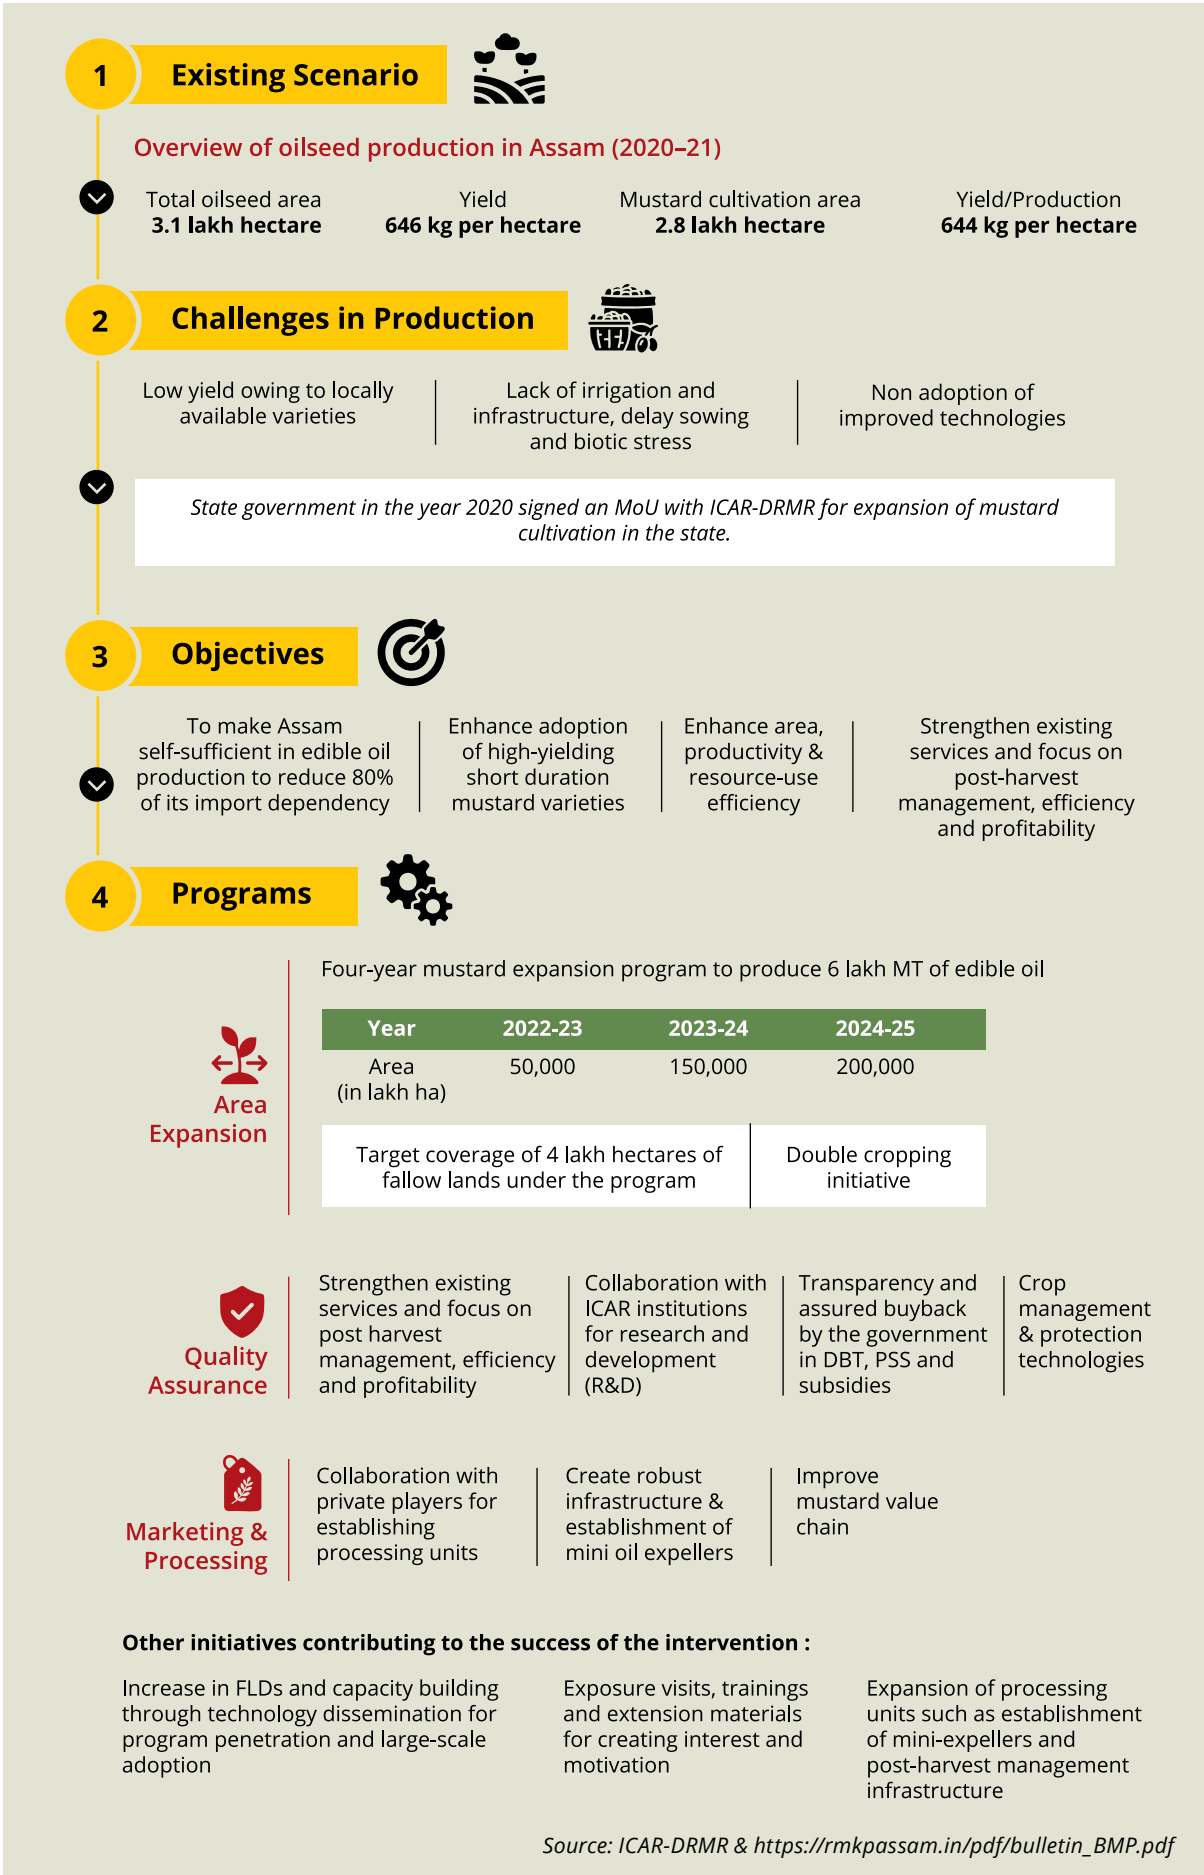 1
Existing Scenario
Overview of oilseed production in Assam (2020–21)
Total oilseed area
3.1 lakh hectare
Yield
646 kg per hectare
Mustard cultivation area
2.8 lakh hectare
Yield/Production
644 kg per hectare
2
Challenges in Production
Low yield owing to locally
available varieties
Lack of irrigation and
infrastructure, delay sowing
and biotic stress
Non adoption of
improved technologies
State government in the year 2020 signed an MoU with ICAR-DRMR for expansion of mustard
cultivation in the state.
3
Objectives
To make Assam
self-sufficient in edible oil
production to reduce 80%
of its import dependency
Enhance adoption
of high-yielding
short duration
mustard varieties
Enhance area,
productivity &
resource-use
efficiency
Strengthen existing
services and focus on
post-harvest
management, efficiency
and profitability
4
Programs
Area
Expansion
Four-year mustard expansion program to produce 6 lakh MT of edible oil
Year 2022-23 2023-24 2024-25
Area 50,000 150,000 200,000
(in lakh ha)
Target coverage of 4 lakh hectares of
fallow lands under the program
Double cropping
initiative
Quality
Assurance
Strengthen existing
services and focus on
post harvest
management, efficiency
and profitability
Collaboration with
ICAR institutions
for research and
development
(R&D)
Transparency and
assured buyback
by the government
in DBT, PSS and
subsidies
Crop
management
& protection
technologies
Marketing &
Processing
Collaboration with
private players for
establishing
processing units
Create robust
infrastructure &
establishment of
mini oil expellers
Improve
mustard value
chain
Other initiatives contributing to the success of the intervention :
Increase in FLDs and capacity building
through technology dissemination for
program penetration and large-scale
adoption
Exposure visits, trainings
and extension materials
for creating interest and
motivation
Expansion of processing
units such as establishment
of mini-expellers and
post-harvest management
infrastructure
Source: ICAR-DRMR & https://rmkpassam.in/pdf/bulletin_BMP.pdf